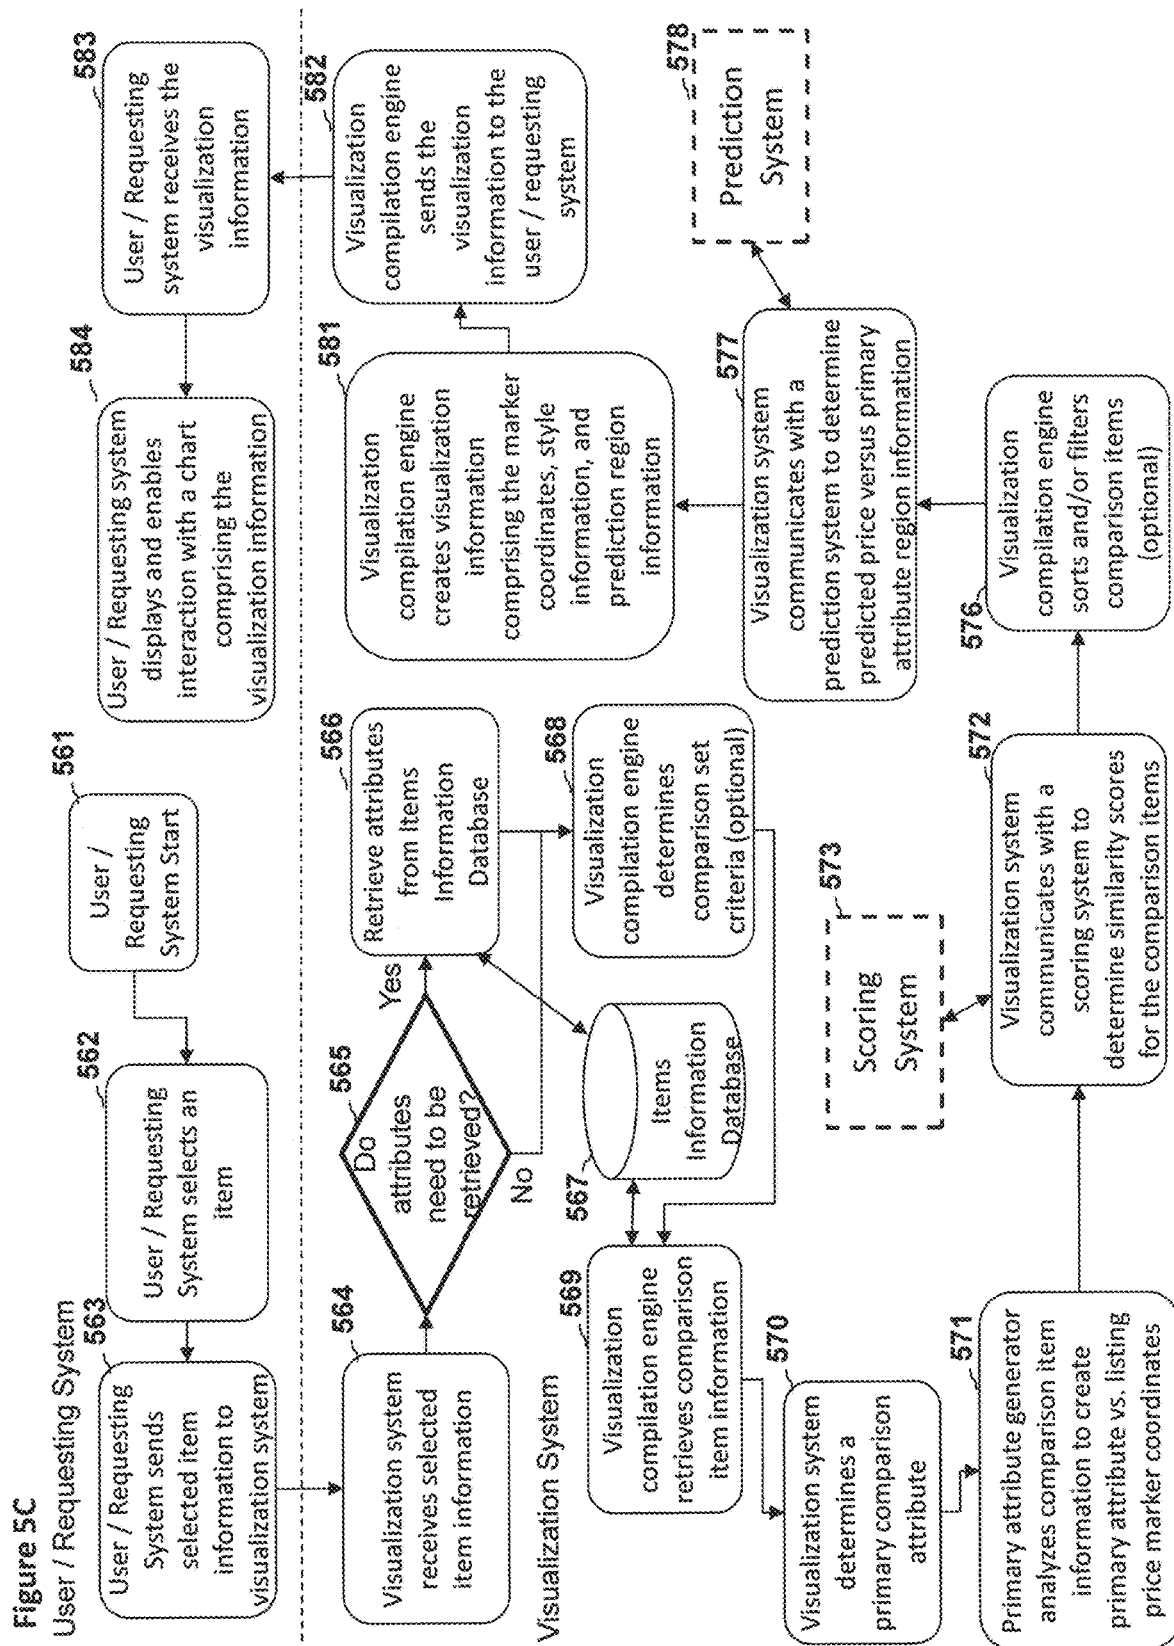 Figure 5C
User / Requesting System
561
User /
Requesting
System Start
562
User / Requesting
System selects an
item
563
User / Requesting
System sends
selected item
information to
visualization system
564
Visualization system
receives selected
item information
565
Do
attributes
need to be
retrieved?
Yes
No
566
Retrieve attributes
from Items
Information
Database
567
Items
Information
Database
568
Visualization
compilation engine
determines
comparison set
criteria (optional)
Visualization System
569
Visualization
compilation engine
retrieves comparison
item information
570
Visualization system
determines a
primary comparison
attribute
571
Primary attribute generator
analyzes comparison item
information to create
primary attribute vs. listing
price marker coordinates
572
Visualization system
communicates with a
scoring system to
determine similarity scores
for the comparison items
573
Scoring
System
576
Visualization
compilation engine
sorts and/or filters
comparison items
(optional)
577
Visualization system
communicates with a
prediction system to determine
predicted price versus primary
attribute region information
578
Prediction
System
581
Visualization
compilation engine
creates visualization
information
comprising the marker
coordinates, style
information, and
prediction region
information
582
Visualization
compilation engine
sends the
visualization
information to the
user / requesting
system
583
User / Requesting
system receives the
visualization
information
584
User / Requesting system
displays and enables
interaction with a chart
comprising the
visualization information